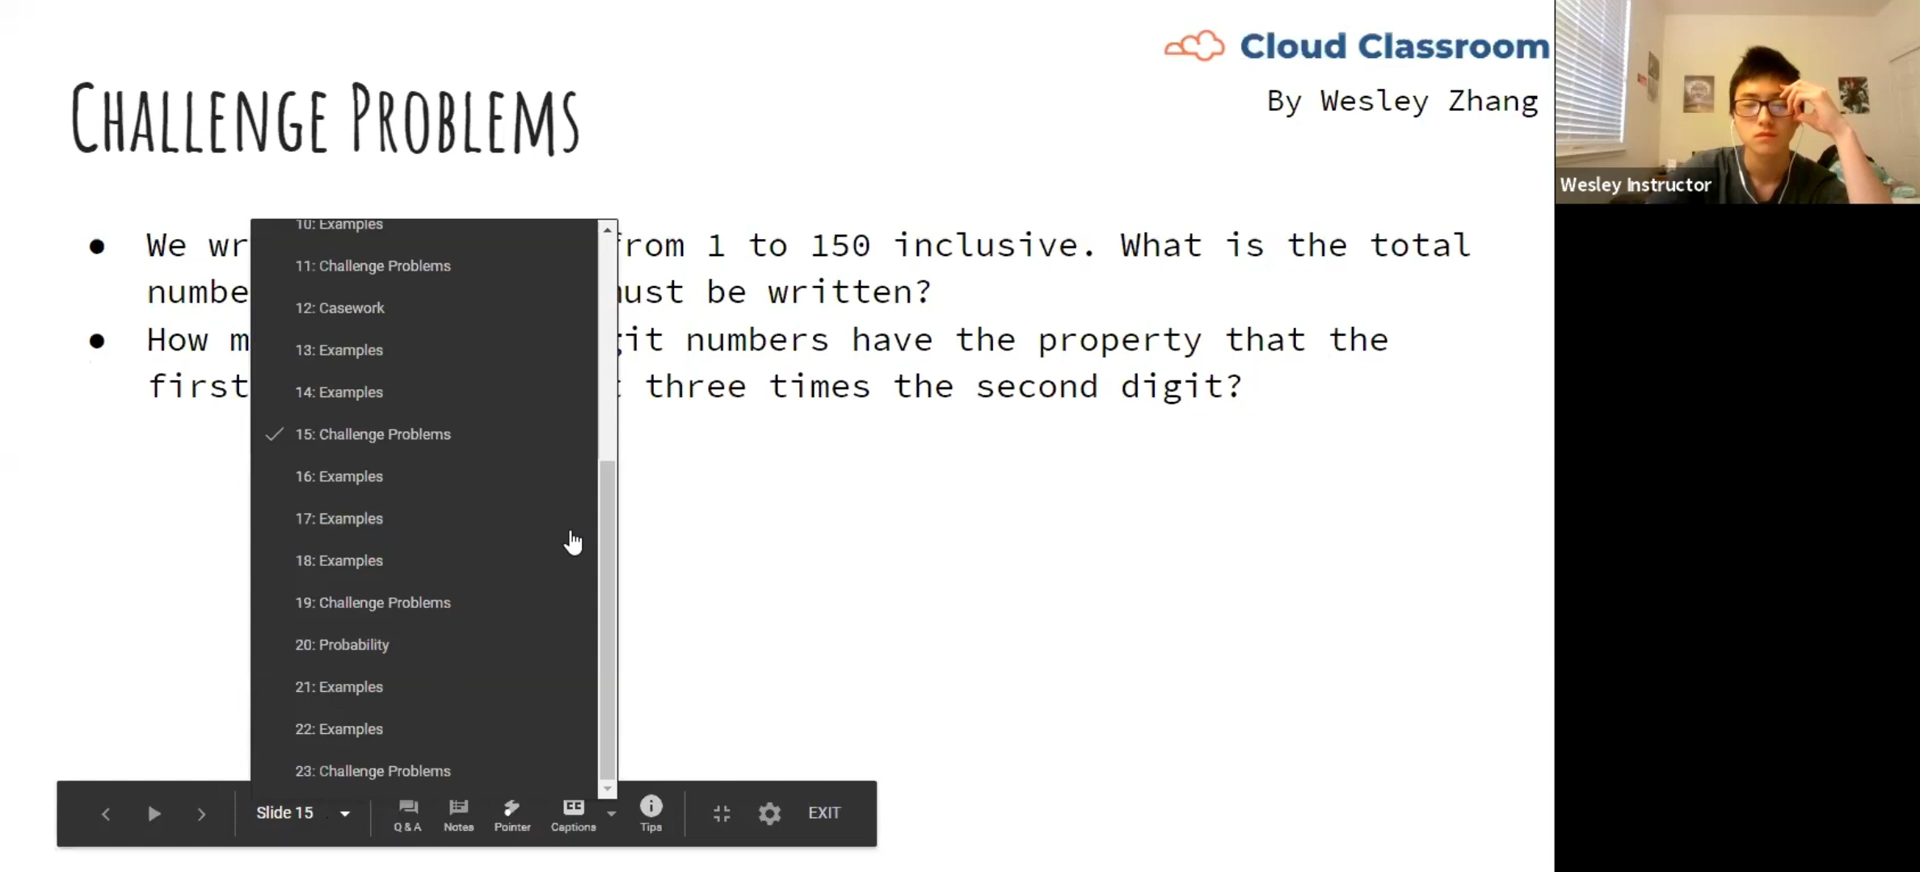 Cloud Classroom
By Wesley Zhang
CHALLENGE PROBLEMS
Wesley Instructor
We wr from 1 to 150 inclusive. What is the total
numbe must be written?
How m git numbers have the property that the
first three times the second digit?
10: Examples
11: Challenge Problems
12: Casework
13: Examples
14: Examples
15: Challenge Problems
16: Examples
17: Examples
18: Examples
19: Challenge Problems
20: Probability
21: Examples
22: Examples
23: Challenge Problems
Slide 15
Q & A
Notes
Pointer
CC
Captions
Tips
EXIT